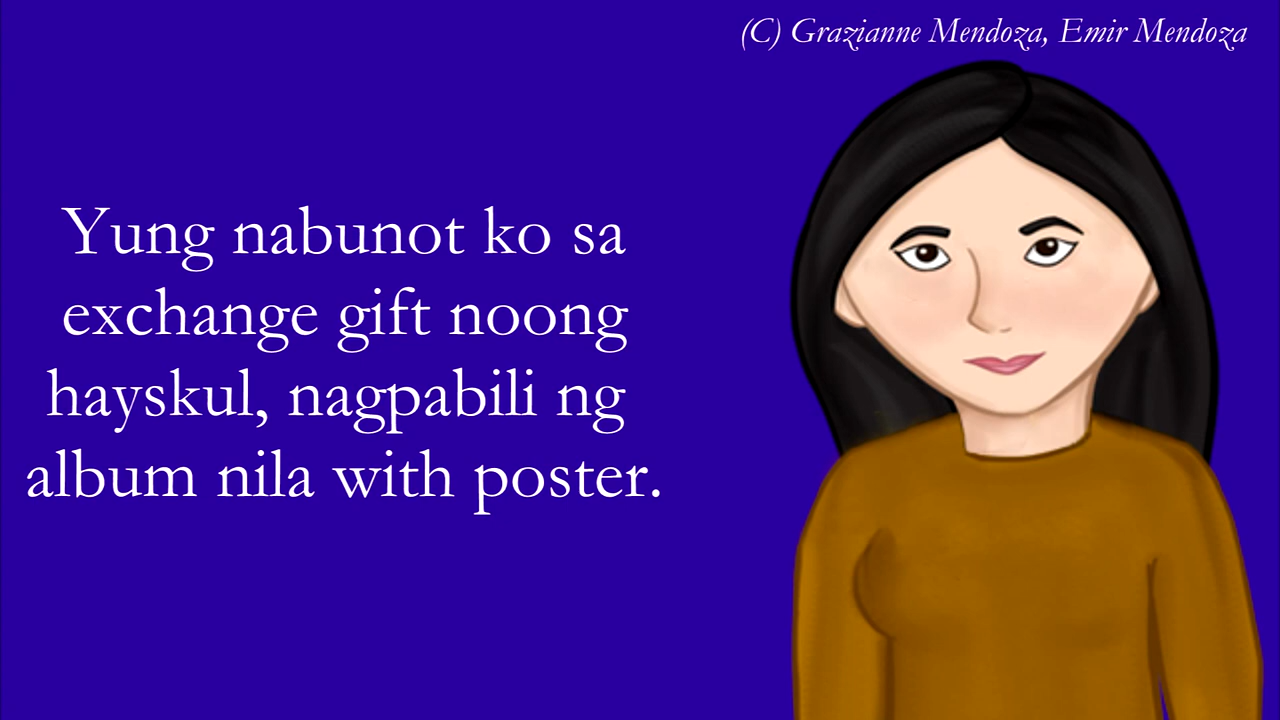 (C) Grazianne Mendoza, Emir Mendoza
Yung nabunot ko sa
exchange gift noong
hayskul, nagpabili ng
album nila with poster.